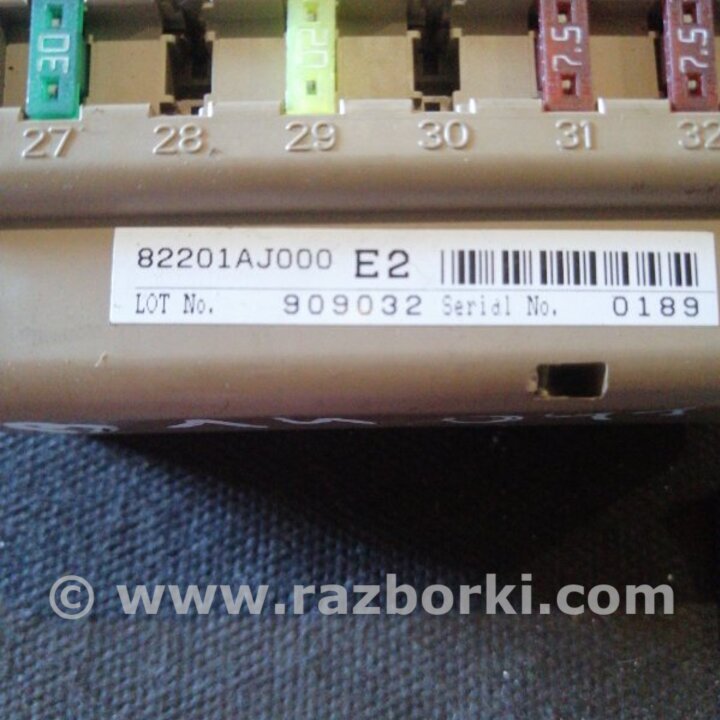 30 20 7.5 7.5
27 28 29 30 31 32
82201AJ000 E2
LOT No. 909032 Serial No. 0189
© www.razborki.com